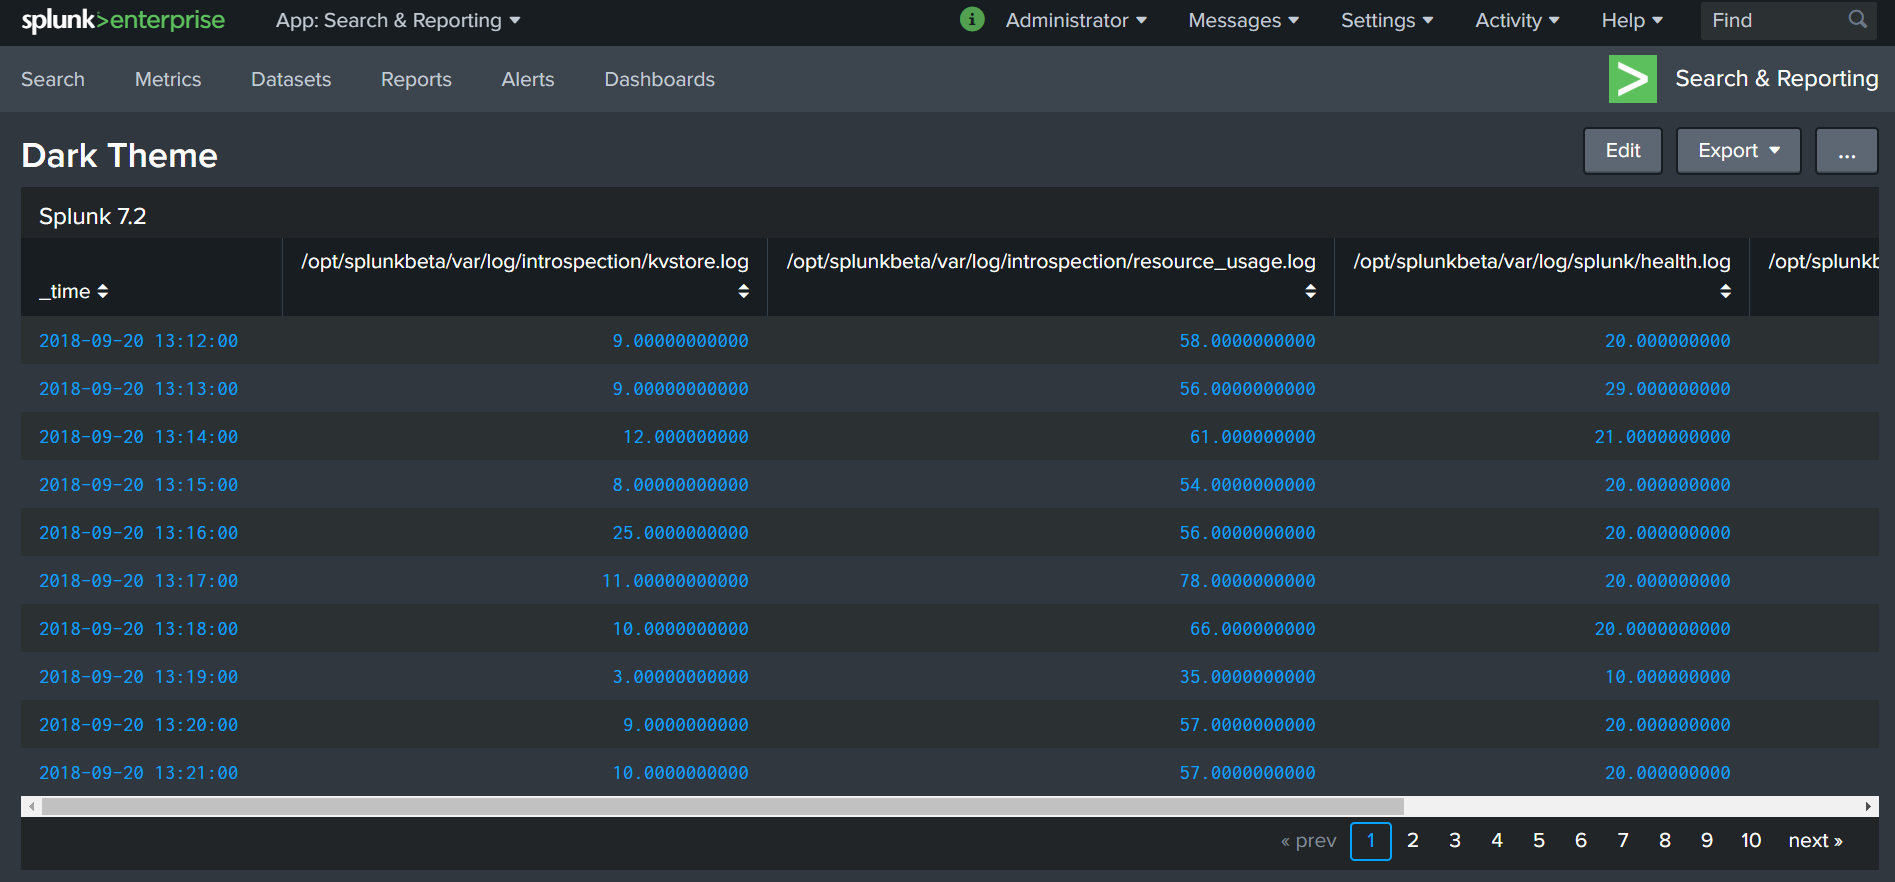 splunk>enterprise App: Search & Reporting i Administrator Messages Settings Activity Help Find
Search Metrics Datasets Reports Alerts Dashboards > Search & Reporting
Dark Theme Edit Export ...
Splunk 7.2
_time /opt/splunkbeta/var/log/introspection/kvstore.log /opt/splunkbeta/var/log/introspection/resource_usage.log /opt/splunkbeta/var/log/splunk/health.log /opt/splunkb
2018-09-20 13:12:00 9.00000000000 58.0000000000 20.000000000
2018-09-20 13:13:00 9.00000000000 56.0000000000 29.000000000
2018-09-20 13:14:00 12.000000000 61.000000000 21.0000000000
2018-09-20 13:15:00 8.00000000000 54.0000000000 20.000000000
2018-09-20 13:16:00 25.0000000000 56.0000000000 20.000000000
2018-09-20 13:17:00 11.00000000000 78.0000000000 20.000000000
2018-09-20 13:18:00 10.0000000000 66.000000000 20.0000000000
2018-09-20 13:19:00 3.00000000000 35.0000000000 10.000000000
2018-09-20 13:20:00 9.0000000000 57.0000000000 20.000000000
2018-09-20 13:21:00 10.0000000000 57.0000000000 20.000000000
« prev 1 2 3 4 5 6 7 8 9 10 next »